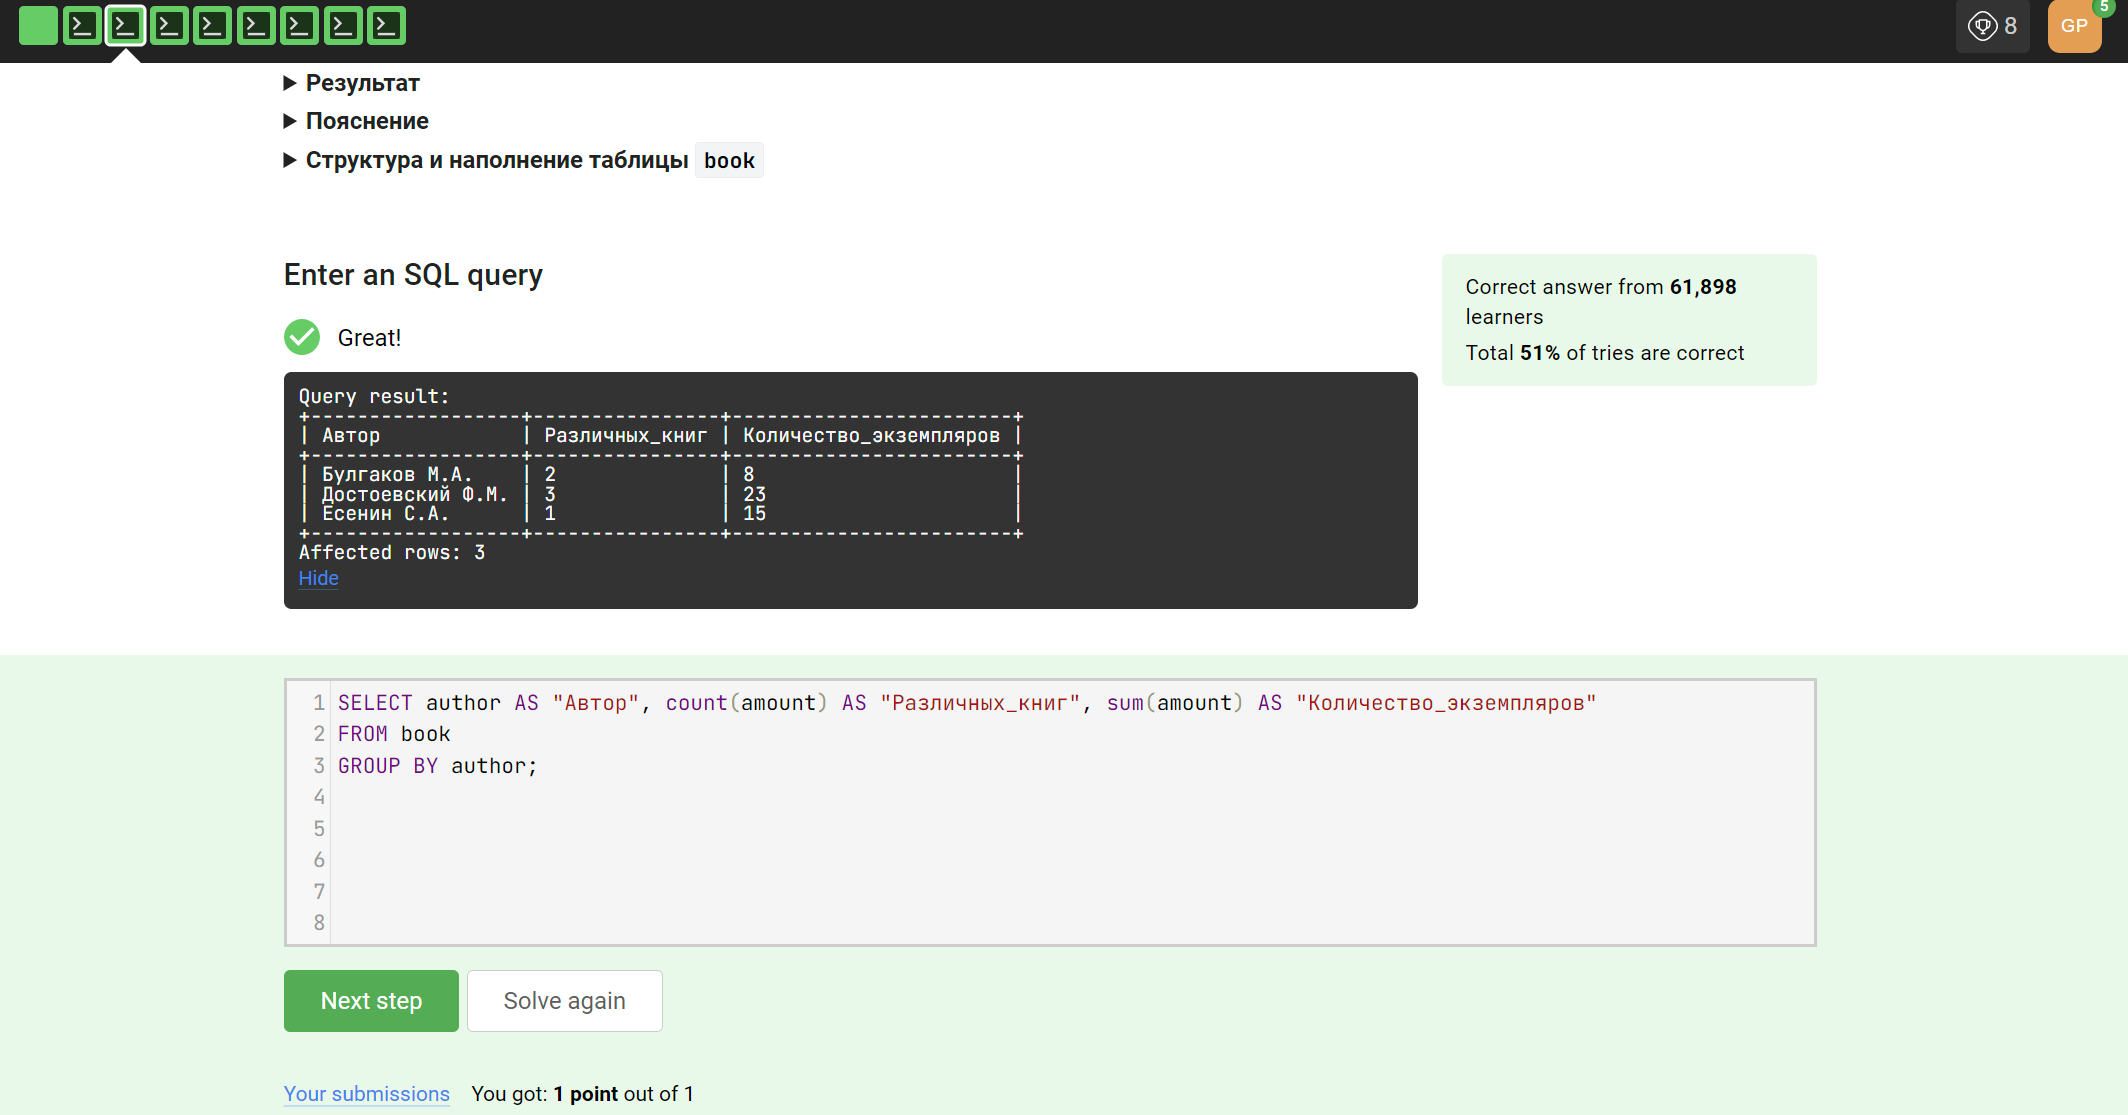 8
GP
5
Результат
Пояснение
Структура и наполнение таблицы book
Enter an SQL query
Correct answer from 61,898
learners
Total 51% of tries are correct
Great!
Query result:
+------------------+----------------+------------------------+
| Автор            | Различных_книг | Количество_экземпляров |
+------------------+----------------+------------------------+
| Булгаков М.А.    | 2              | 8                      |
| Достоевский Ф.М. | 3              | 23                     |
| Есенин С.А.      | 1              | 15                     |
+------------------+----------------+------------------------+
Affected rows: 3
Hide
1 SELECT author AS "Автор", count(amount) AS "Различных_книг", sum(amount) AS "Количество_экземпляров"
2 FROM book
3 GROUP BY author;
4
5
6
7
8
Next step
Solve again
Your submissions You got: 1 point out of 1